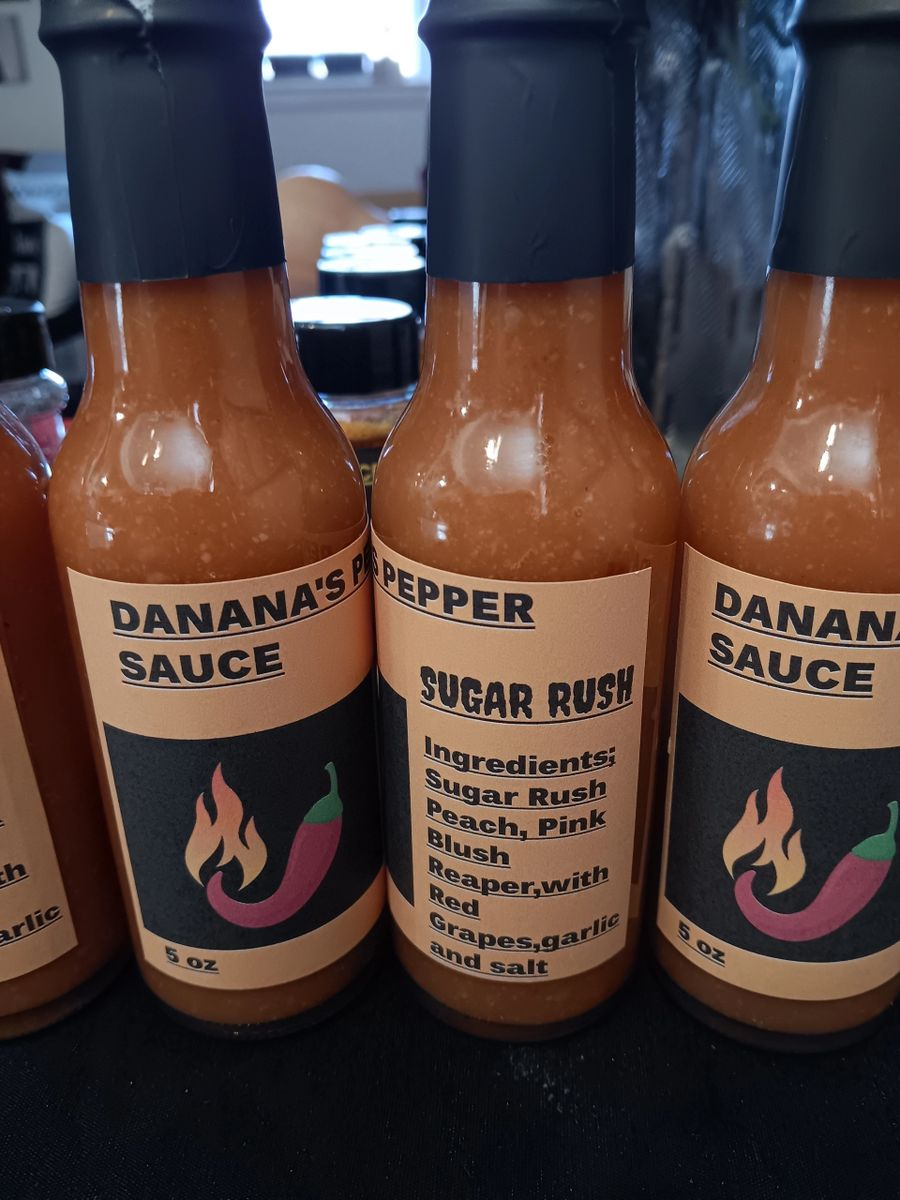 th
arlic
DANANA'S PE
SAUCE
5 oz
S PEPPER
SUGAR RUSH
Ingredients;
Sugar Rush
Peach, Pink
Blush
Reaper,with
Red
Grapes,garlic
and salt
DANANA
SAUCE
5 oz